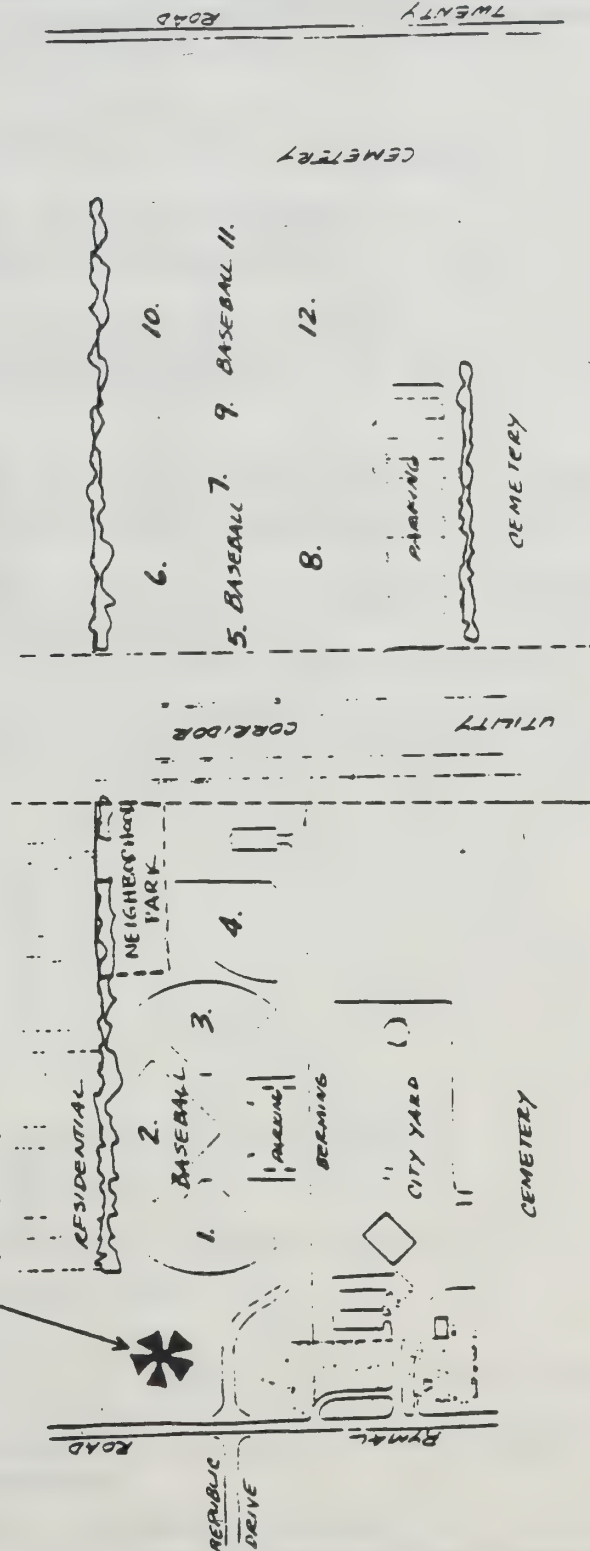 TWENTY ROAD
CEMETERY
10.
6.
5. BASEBALL 7. 9. BASEBALL 11.
12.
8.
PARKING
CEMETERY
UTILITY CORRIDOR
RESIDENTIAL
NEIGHBORHOOD
PARK
4.
3.
2.
BASEBALL
1.
PARKING
BERMING
CITY YARD
CEMETERY
RYMAL ROAD
REPUBLIC
DRIVE